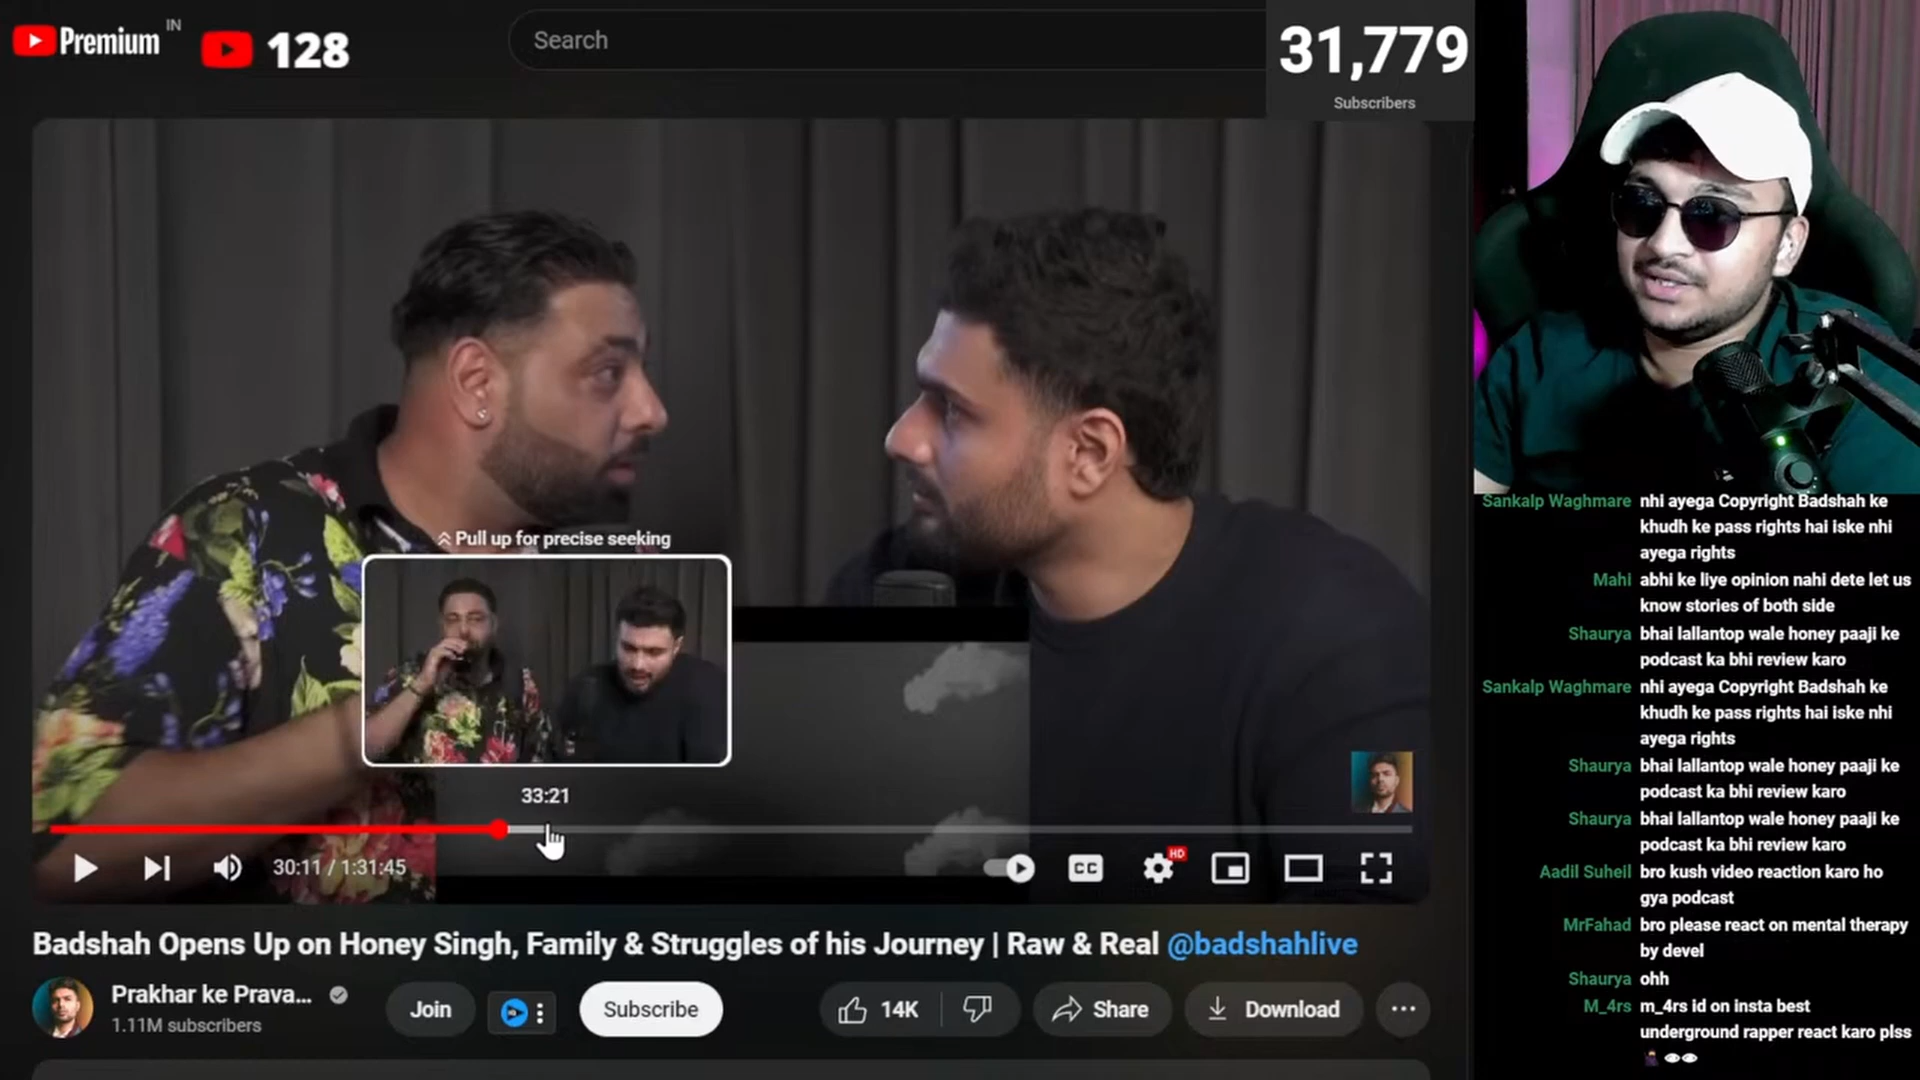 Premium IN
128
Search
31,779
Subscribers
Pull up for precise seeking
33:21
30:11 / 1:31:45
CC
HD
Badshah Opens Up on Honey Singh, Family & Struggles of his Journey | Raw & Real @badshahlive
Prakhar ke Prava...
1.11M subscribers
Join
Subscribe
14K
Share
Download
Sankalp Waghmare nhi ayega Copyright Badshah ke
khudh ke pass rights hai iske nhi
ayega rights
Mahi abhi ke liye opinion nahi dete let us
know stories of both side
Shaurya bhai lallantop wale honey paaji ke
podcast ka bhi review karo
Sankalp Waghmare nhi ayega Copyright Badshah ke
khudh ke pass rights hai iske nhi
ayega rights
Shaurya bhai lallantop wale honey paaji ke
podcast ka bhi review karo
Shaurya bhai lallantop wale honey paaji ke
podcast ka bhi review karo
Aadil Suheil bro kush video reaction karo ho
gya podcast
MrFahad bro please react on mental therapy
by devel
Shaurya ohh
M_4rs m_4rs id on insta best
underground rapper react karo plss